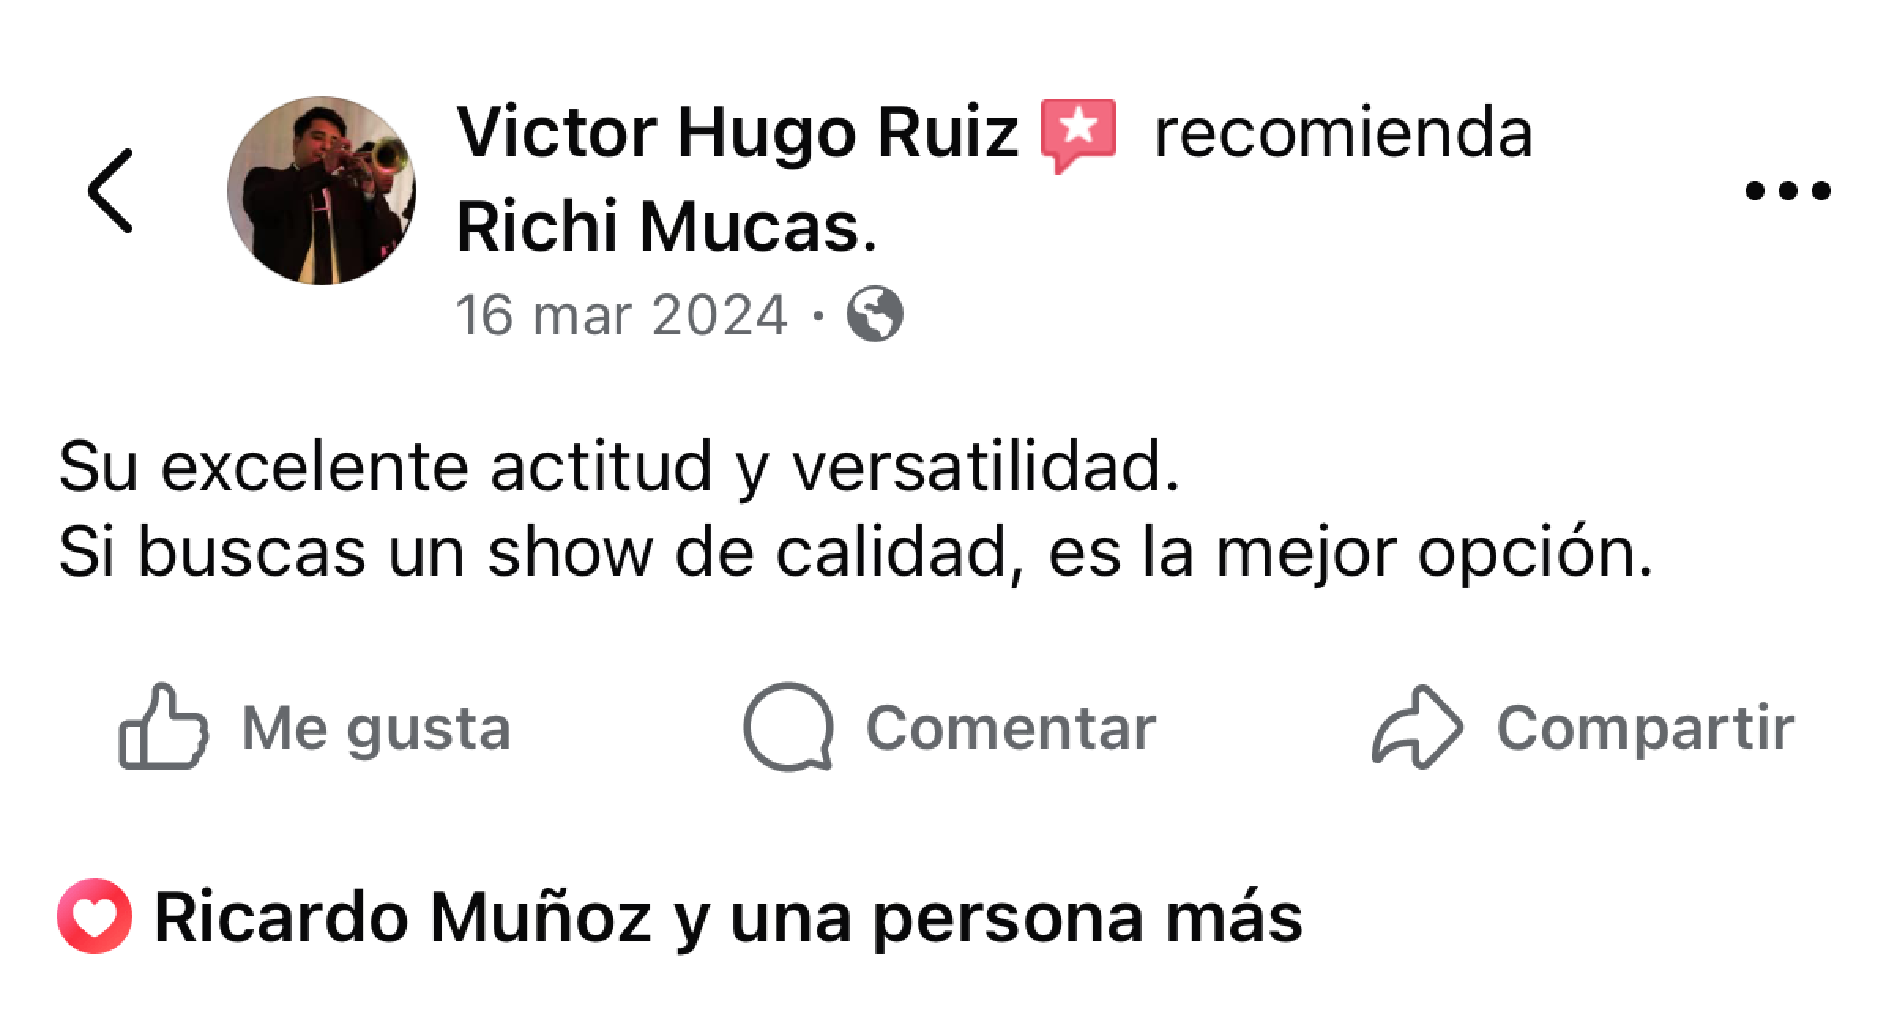 Victor Hugo Ruiz recomienda
Richi Mucas.
16 mar 2024 ·
Su excelente actitud y versatilidad.
Si buscas un show de calidad, es la mejor opción.
Me gusta Comentar Compartir
Ricardo Muñoz y una persona más